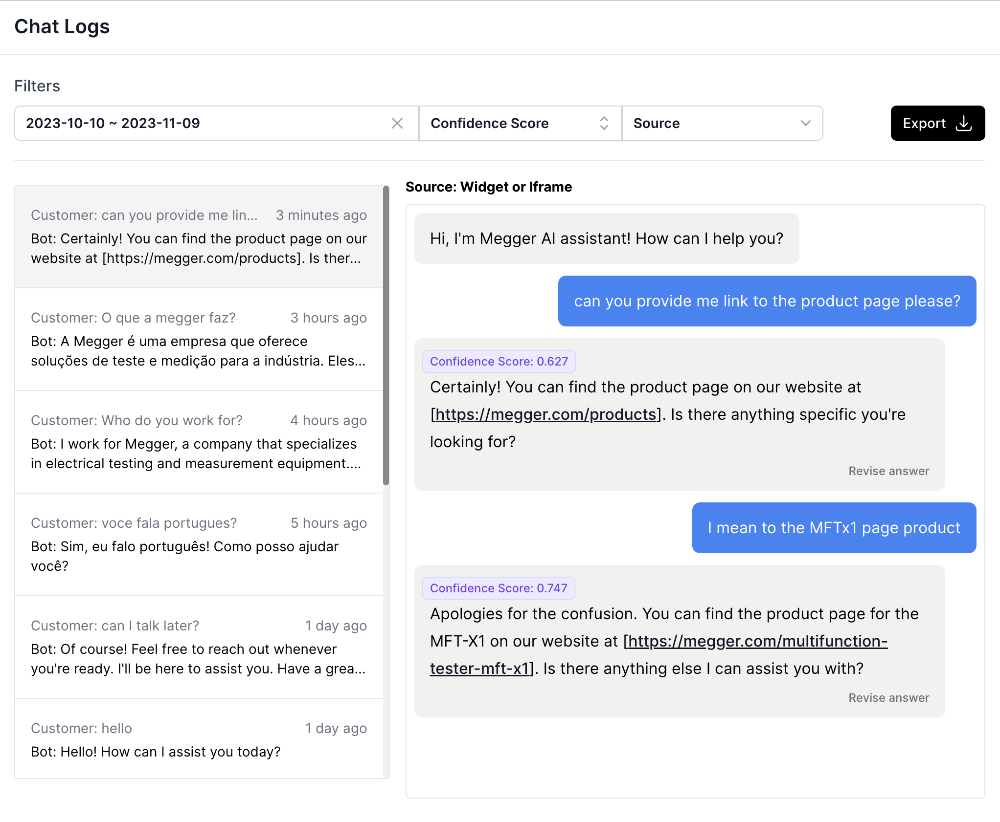 Chat Logs
Filters
2023-10-10 ~ 2023-11-09
Confidence Score
Source
Export
Customer: can you provide me lin... 3 minutes ago
Bot: Certainly! You can find the product page on our
website at [https://megger.com/products]. Is ther...
Customer: O que a megger faz? 3 hours ago
Bot: A Megger é uma empresa que oferece
soluções de teste e medição para a indústria. Eles...
Customer: Who do you work for? 4 hours ago
Bot: I work for Megger, a company that specializes
in electrical testing and measurement equipment....
Customer: voce fala portugues? 5 hours ago
Bot: Sim, eu falo português! Como posso ajudar
você?
Customer: can I talk later? 1 day ago
Bot: Of course! Feel free to reach out whenever
you're ready. I'll be here to assist you. Have a grea...
Customer: hello 1 day ago
Bot: Hello! How can I assist you today?
Source: Widget or Iframe
Hi, I'm Megger AI assistant! How can I help you?
can you provide me link to the product page please?
Confidence Score: 0.627
Certainly! You can find the product page on our website at
[https://megger.com/products]. Is there anything specific you're
looking for?
Revise answer
I mean to the MFTx1 page product
Confidence Score: 0.747
Apologies for the confusion. You can find the product page for the
MFT-X1 on our website at [https://megger.com/multifunction-
tester-mft-x1]. Is there anything else I can assist you with?
Revise answer